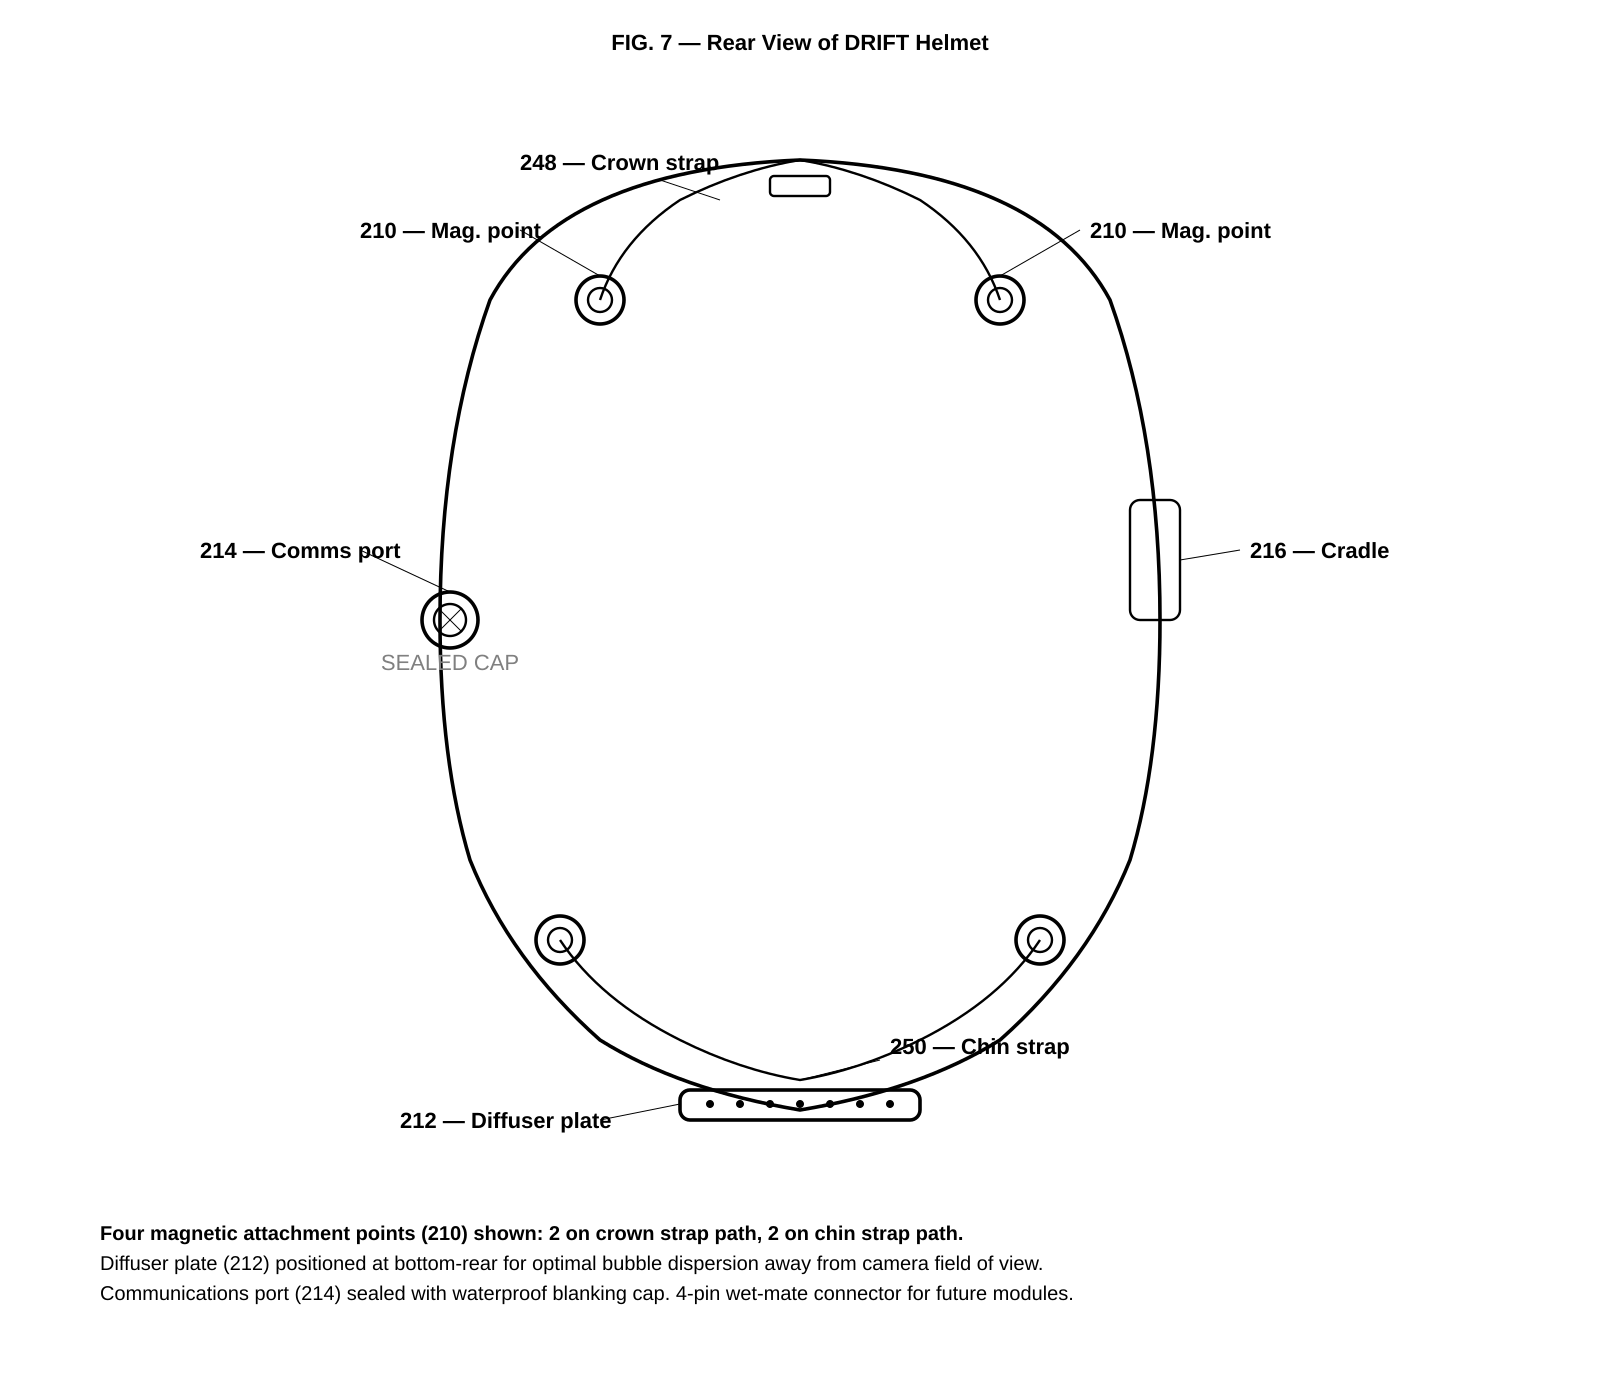 FIG. 7 — Rear View of DRIFT Helmet
248 — Crown strap
210 — Mag. point
210 — Mag. point
214 — Comms port
216 — Cradle
SEALED CAP
250 — Chin strap
212 — Diffuser plate
Four magnetic attachment points (210) shown: 2 on crown strap path, 2 on chin strap path.
Diffuser plate (212) positioned at bottom-rear for optimal bubble dispersion away from camera field of view.
Communications port (214) sealed with waterproof blanking cap. 4-pin wet-mate connector for future modules.